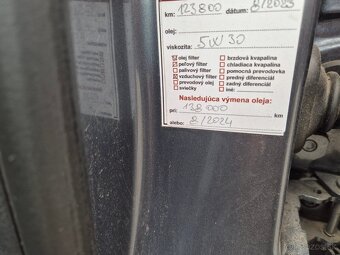 km: 123800 dátum: 8/2023
olej:
viskozita: 5W30
olej filter brzdová kvapalina
peľový filter chladiaca kvapalina
palivový filter pomocná prevodovka
vzduchový filter predný diferenciál
prevodový olej zadný diferenciál
sviečky iné:
Nasledujúca výmena oleja:
pri: 138 000 km
alebo: 8/2024